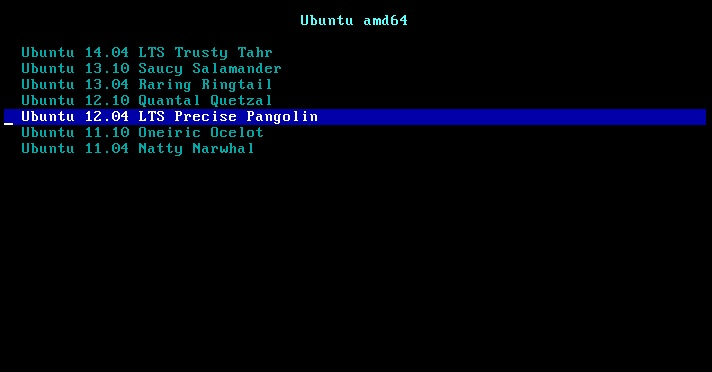 Ubuntu amd64
Ubuntu 14.04 LTS Trusty Tahr
Ubuntu 13.10 Saucy Salamander
Ubuntu 13.04 Raring Ringtail
Ubuntu 12.10 Quantal Quetzal
Ubuntu 12.04 LTS Precise Pangolin
Ubuntu 11.10 Oneiric Ocelot
Ubuntu 11.04 Natty Narwhal